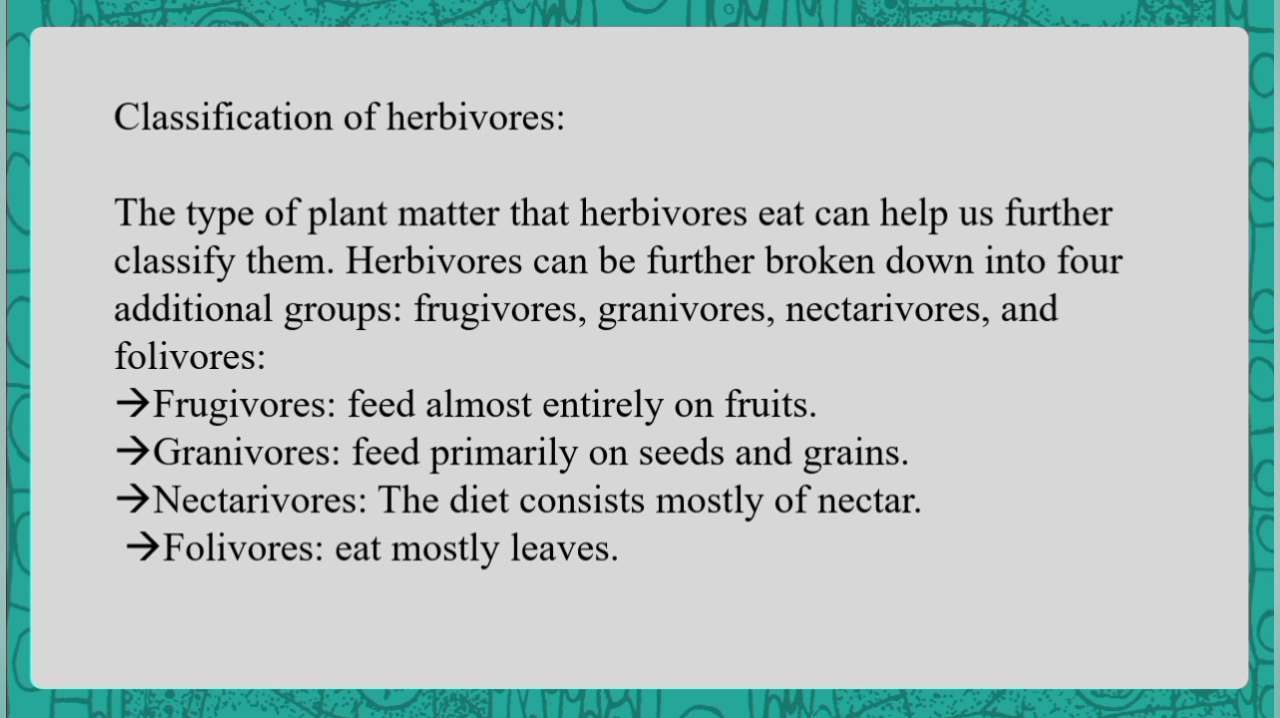 Classification of herbivores:
The type of plant matter that herbivores eat can help us further
classify them. Herbivores can be further broken down into four
additional groups: frugivores, granivores, nectarivores, and
folivores:
→Frugivores: feed almost entirely on fruits.
→Granivores: feed primarily on seeds and grains.
→Nectarivores: The diet consists mostly of nectar.
→Folivores: eat mostly leaves.